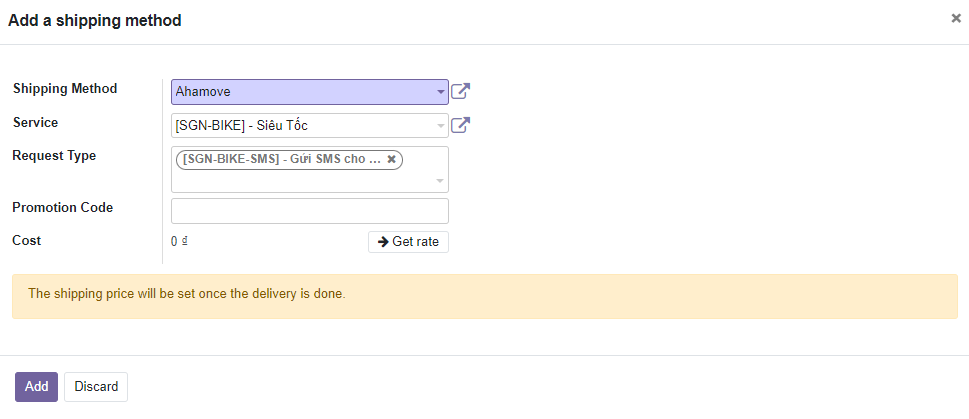 Add a shipping method ×
Shipping Method Ahamove
Service [SGN-BIKE] - Siêu Tốc
Request Type [SGN-BIKE-SMS] - Gửi SMS cho ... ✖
Promotion Code
Cost 0 ₫ → Get rate
The shipping price will be set once the delivery is done.
Add Discard